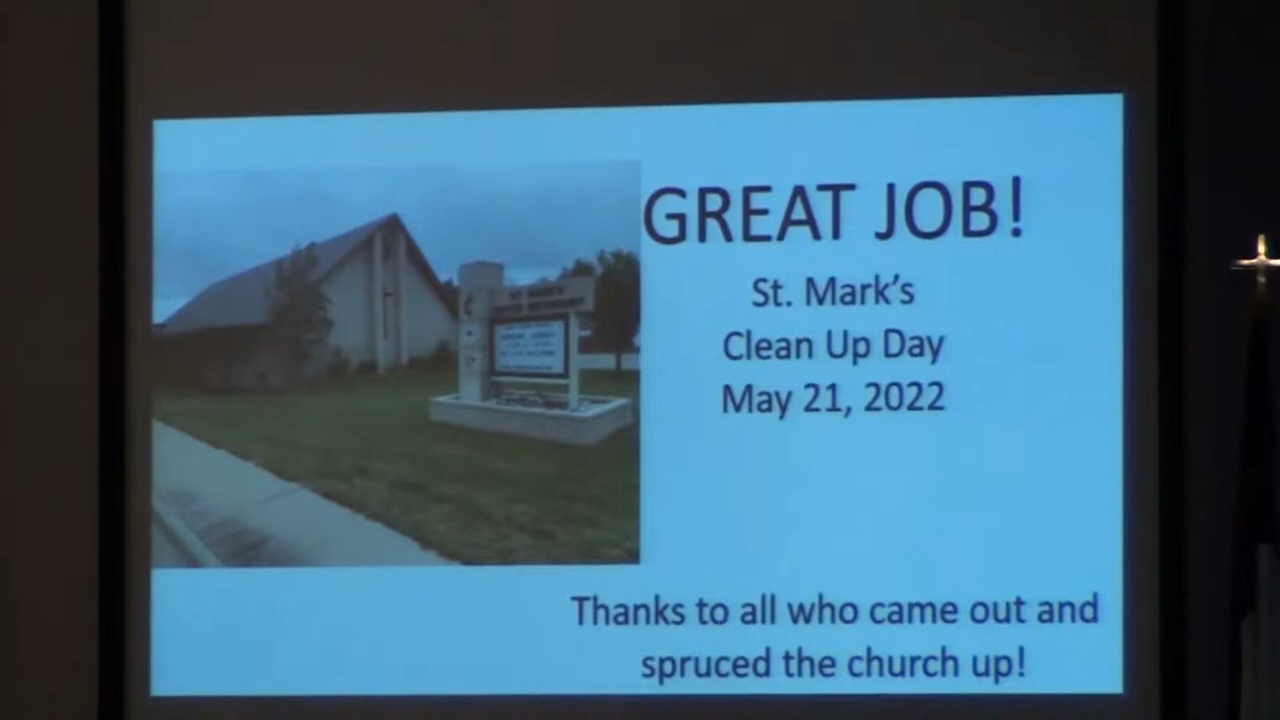 GREAT JOB!
St. Mark's
Clean Up Day
May 21, 2022
Thanks to all who came out and
spruced the church up!